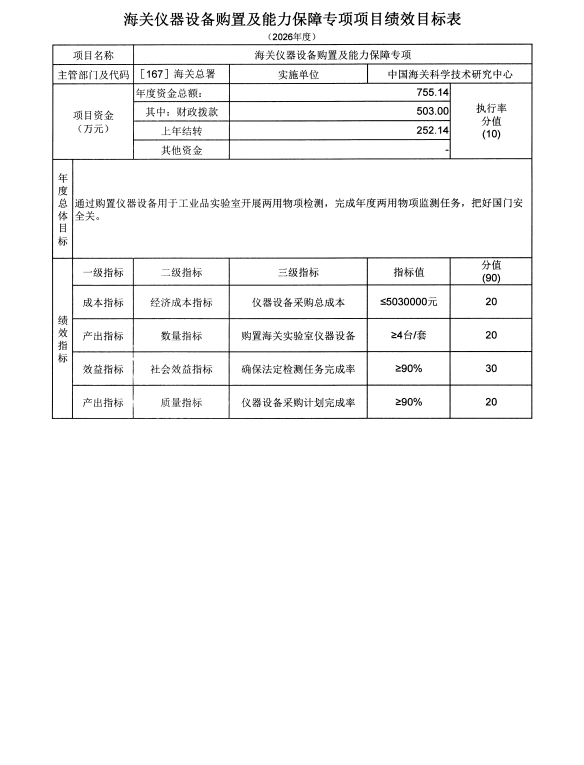 海关仪器设备购置及能力保障专项项目绩效目标表
（2026年度）
项目名称 海关仪器设备购置及能力保障专项
主管部门及代码 [167]海关总署 实施单位 中国海关科学技术研究中心
项目资金（万元） 年度资金总额： 755.14 执行率分值(10)
其中：财政拨款 503.00
上年结转 252.14
其他资金 -
年度总体目标
通过购置仪器设备用于工业品实验室开展两用物项检测，完成年度两用物项监测任务，把好国门安
全关。
绩效指标
一级指标 二级指标 三级指标 指标值 分值(90)
成本指标 经济成本指标 仪器设备采购总成本 ≤5030000元 20
产出指标 数量指标 购置海关实验室仪器设备 ≥4台/套 20
效益指标 社会效益指标 确保法定检测任务完成率 ≥90% 30
产出指标 质量指标 仪器设备采购计划完成率 ≥90% 20